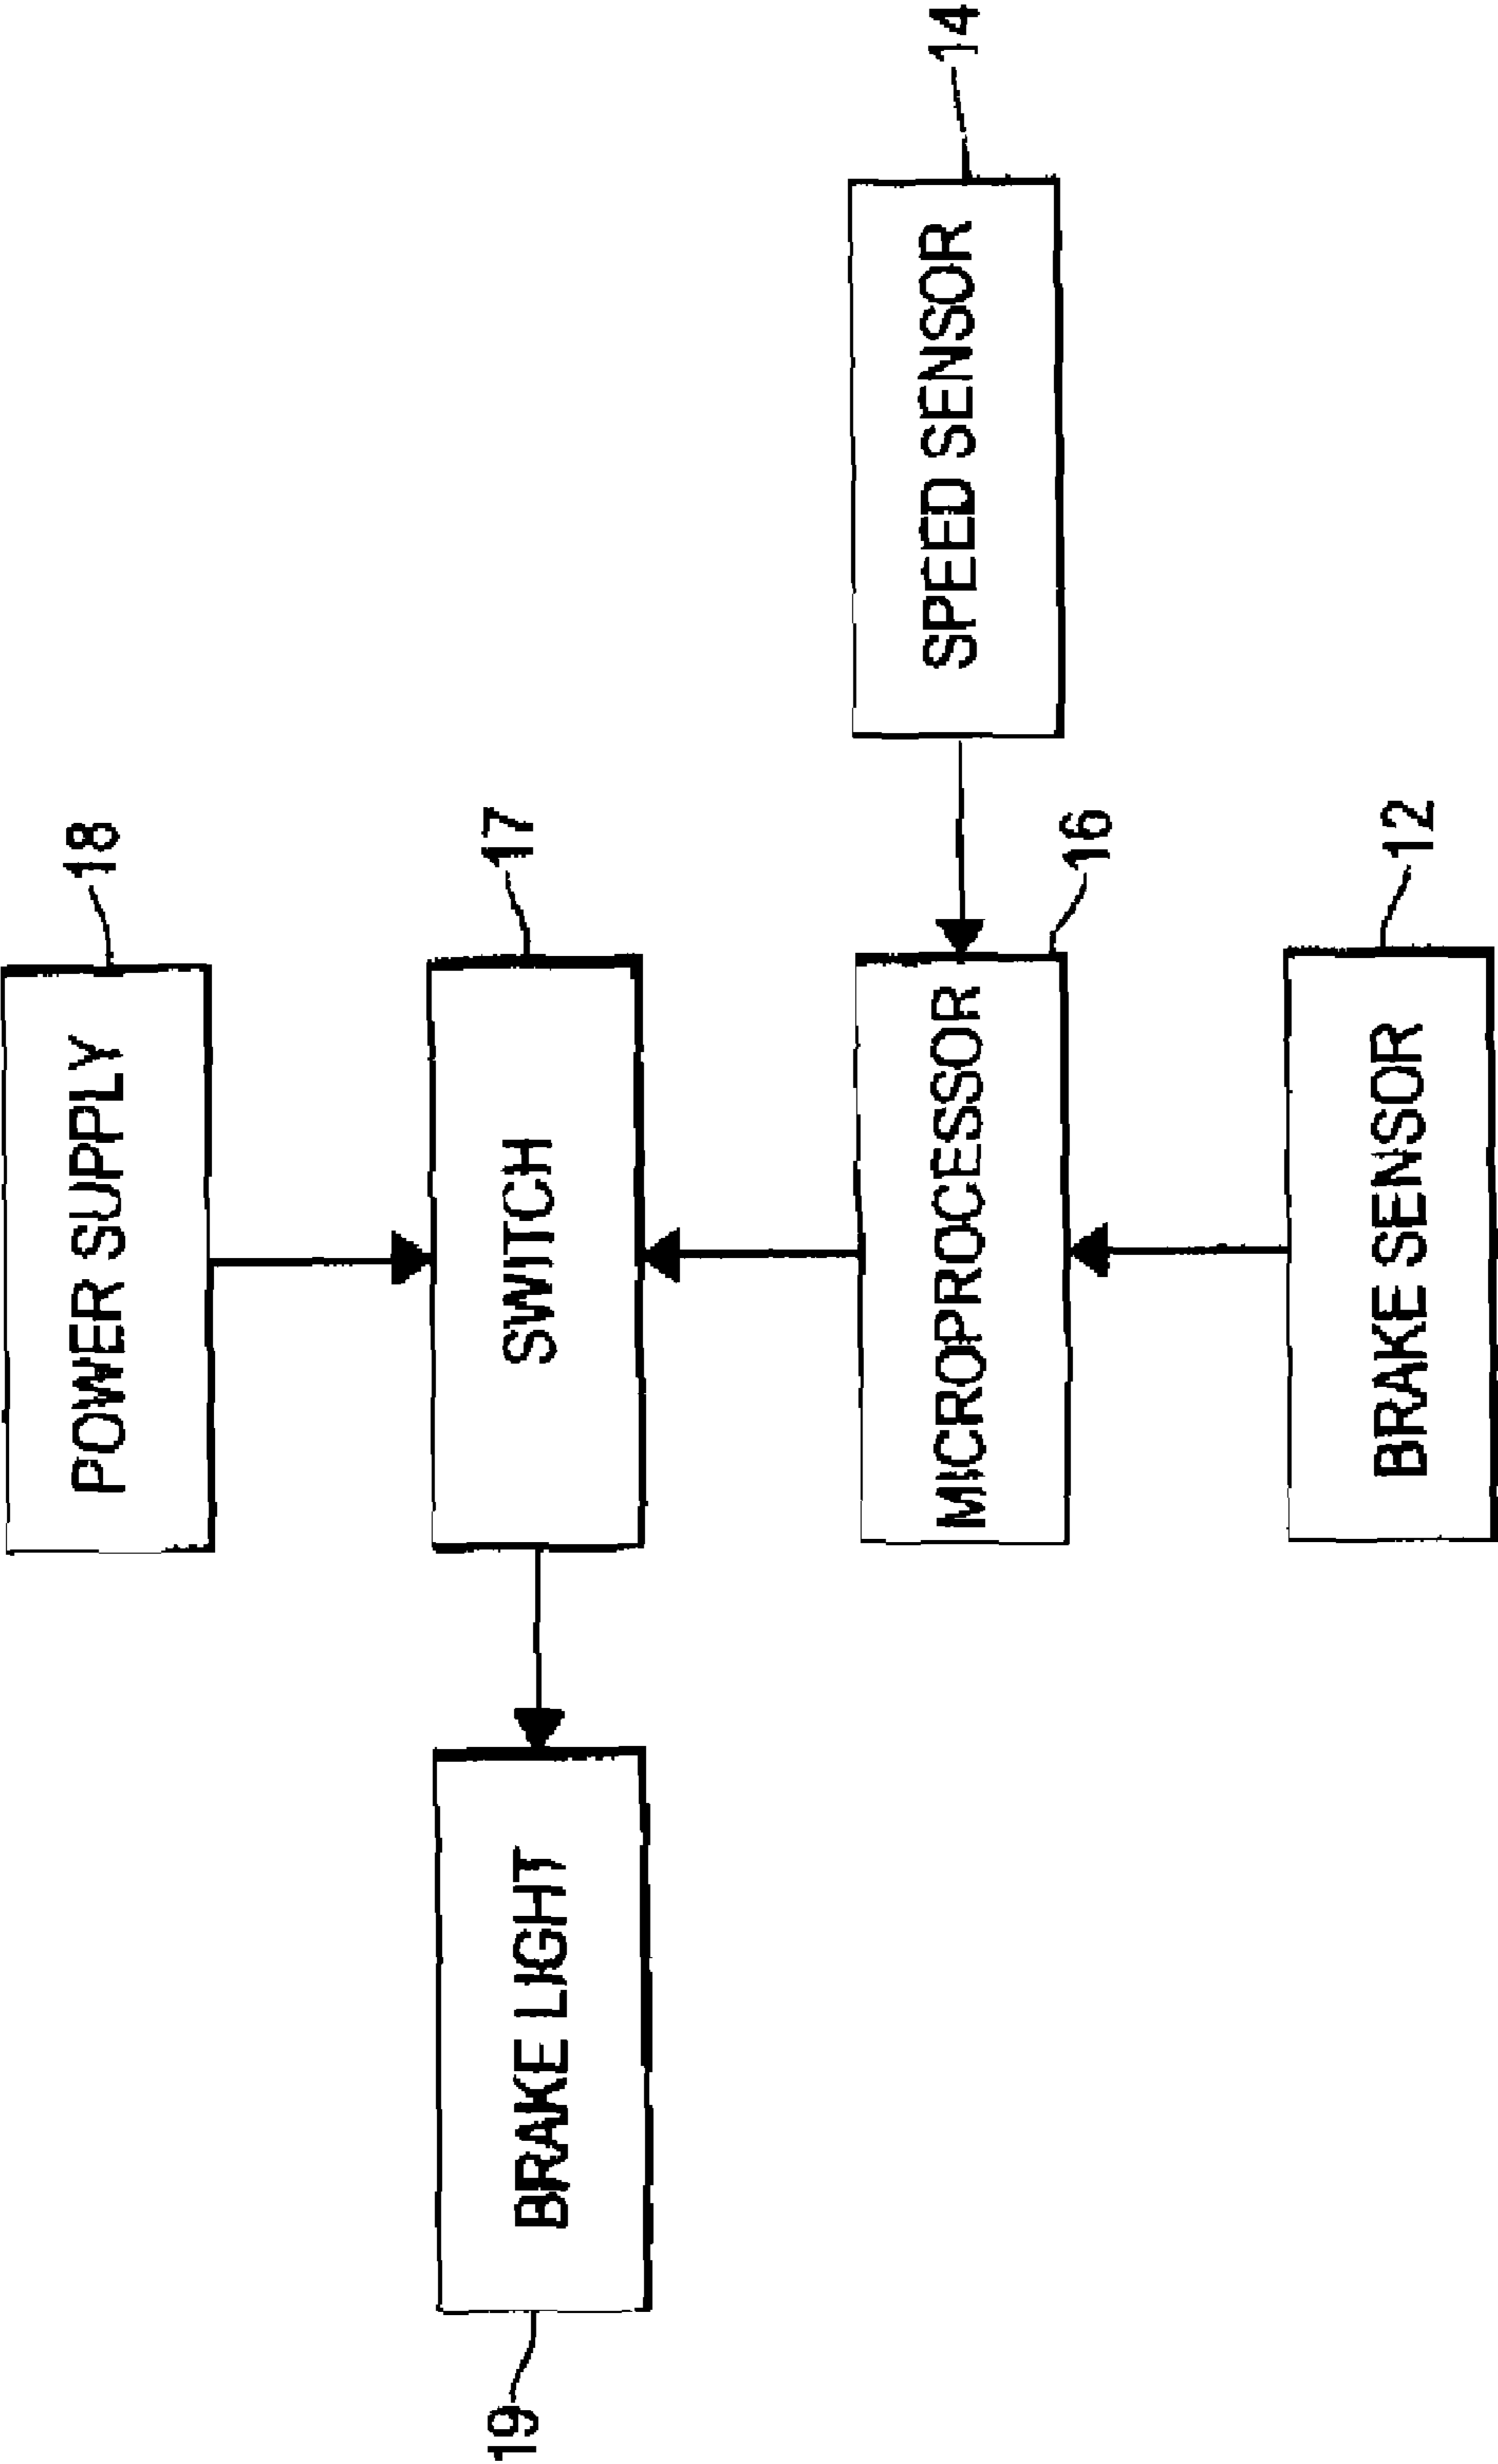 18
POWER SUPPLY
19
BRAKE LIGHT
17
SWITCH
14
SPEED SENSOR
16
MICROPROCESSOR
12
BRAKE SENSOR